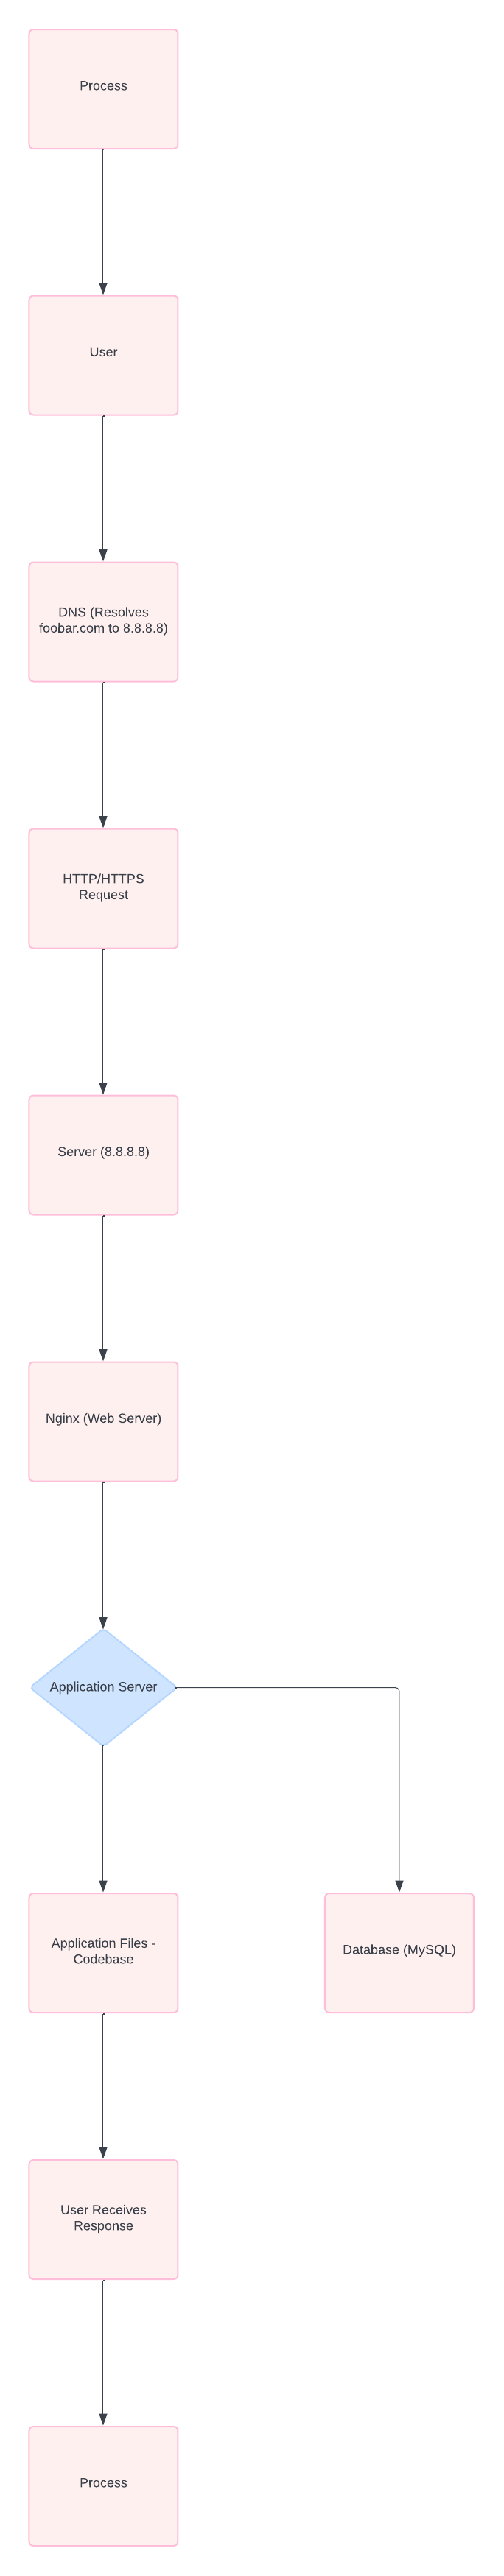 Process
User
DNS (Resolves
foobar.com to 8.8.8.8)
HTTP/HTTPS
Request
Server (8.8.8.8)
Nginx (Web Server)
Application Server
Application Files -
Codebase
Database (MySQL)
User Receives
Response
Process